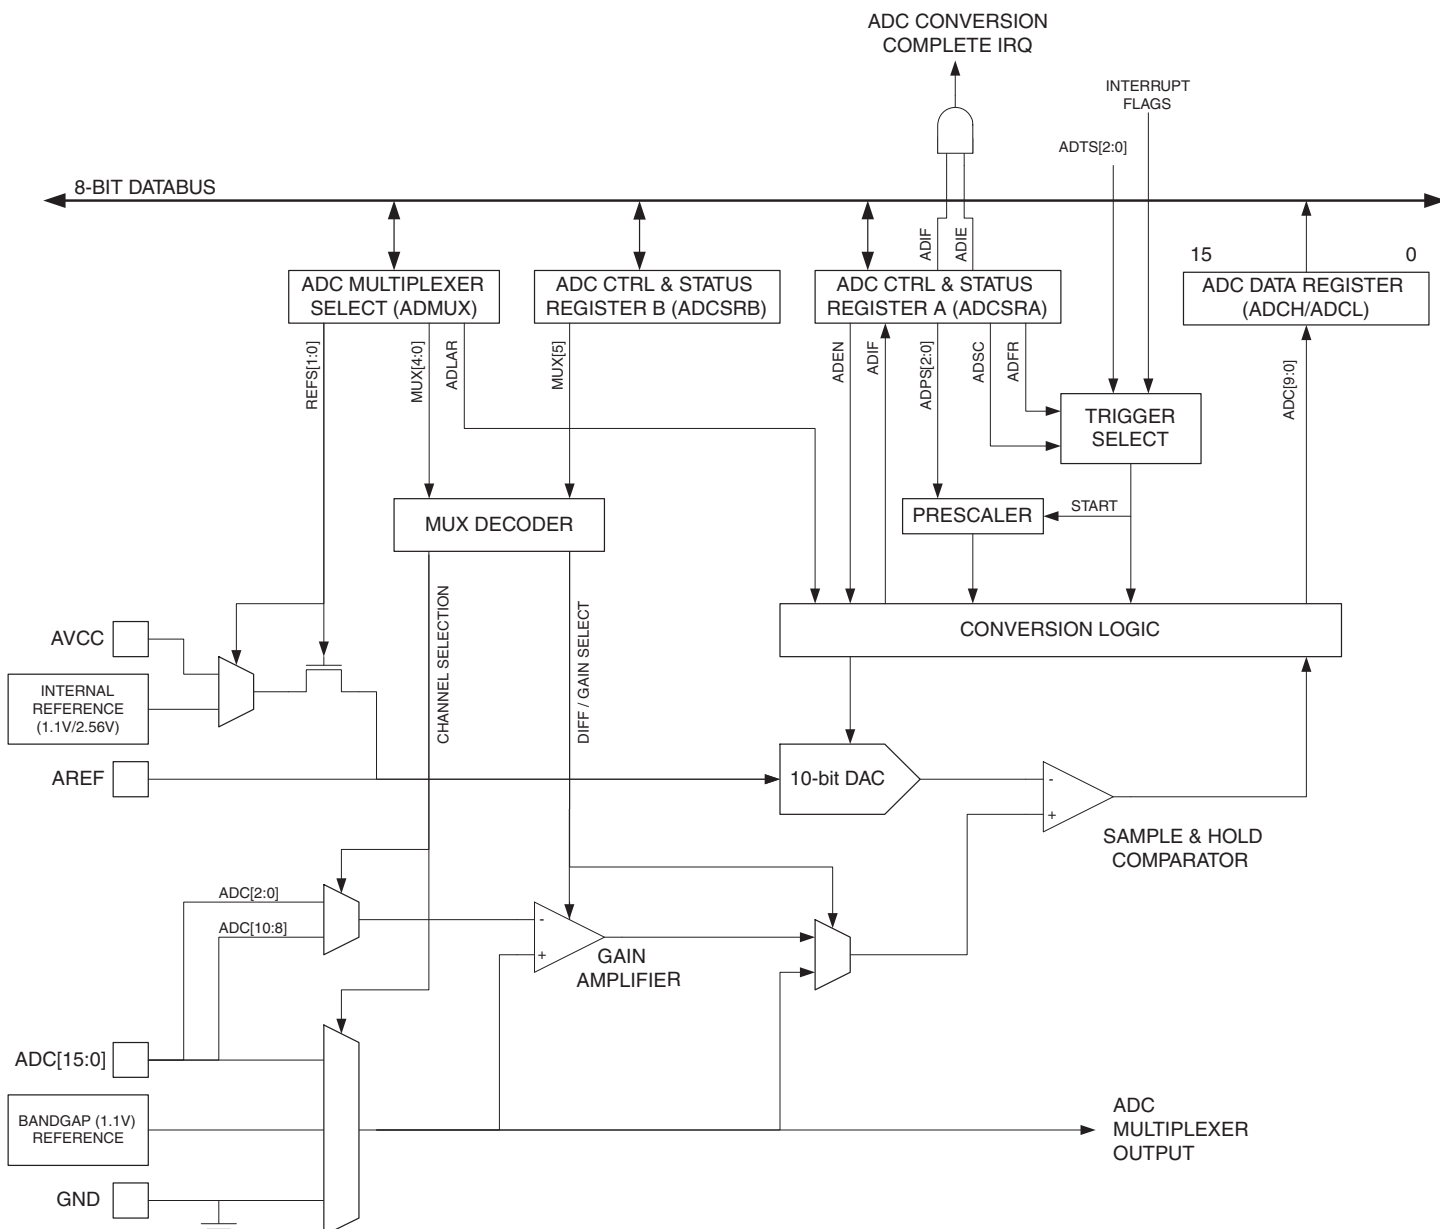 ADC CONVERSION
COMPLETE IRQ
INTERRUPT
FLAGS
ADTS[2:0]
8-BIT DATABUS
ADIF
ADIE
15
0
ADC MULTIPLEXER
SELECT (ADMUX)
ADC CTRL & STATUS
REGISTER B (ADCSRB)
ADC CTRL & STATUS
REGISTER A (ADCSRA)
ADC DATA REGISTER
(ADCH/ADCL)
REFS[1:0]
MUX[4:0]
ADLAR
MUX[5]
ADEN
ADIF
ADPS[2:0]
ADSC
ADFR
ADC[9:0]
TRIGGER
SELECT
MUX DECODER
PRESCALER
START
CHANNEL SELECTION
DIFF / GAIN SELECT
CONVERSION LOGIC
AVCC
INTERNAL
REFERENCE
(1.1V/2.56V)
AREF
10-bit DAC
-
+
SAMPLE & HOLD
COMPARATOR
ADC[2:0]
ADC[10:8]
-
+
GAIN
AMPLIFIER
ADC[15:0]
BANDGAP (1.1V)
REFERENCE
ADC
MULTIPLEXER
OUTPUT
GND